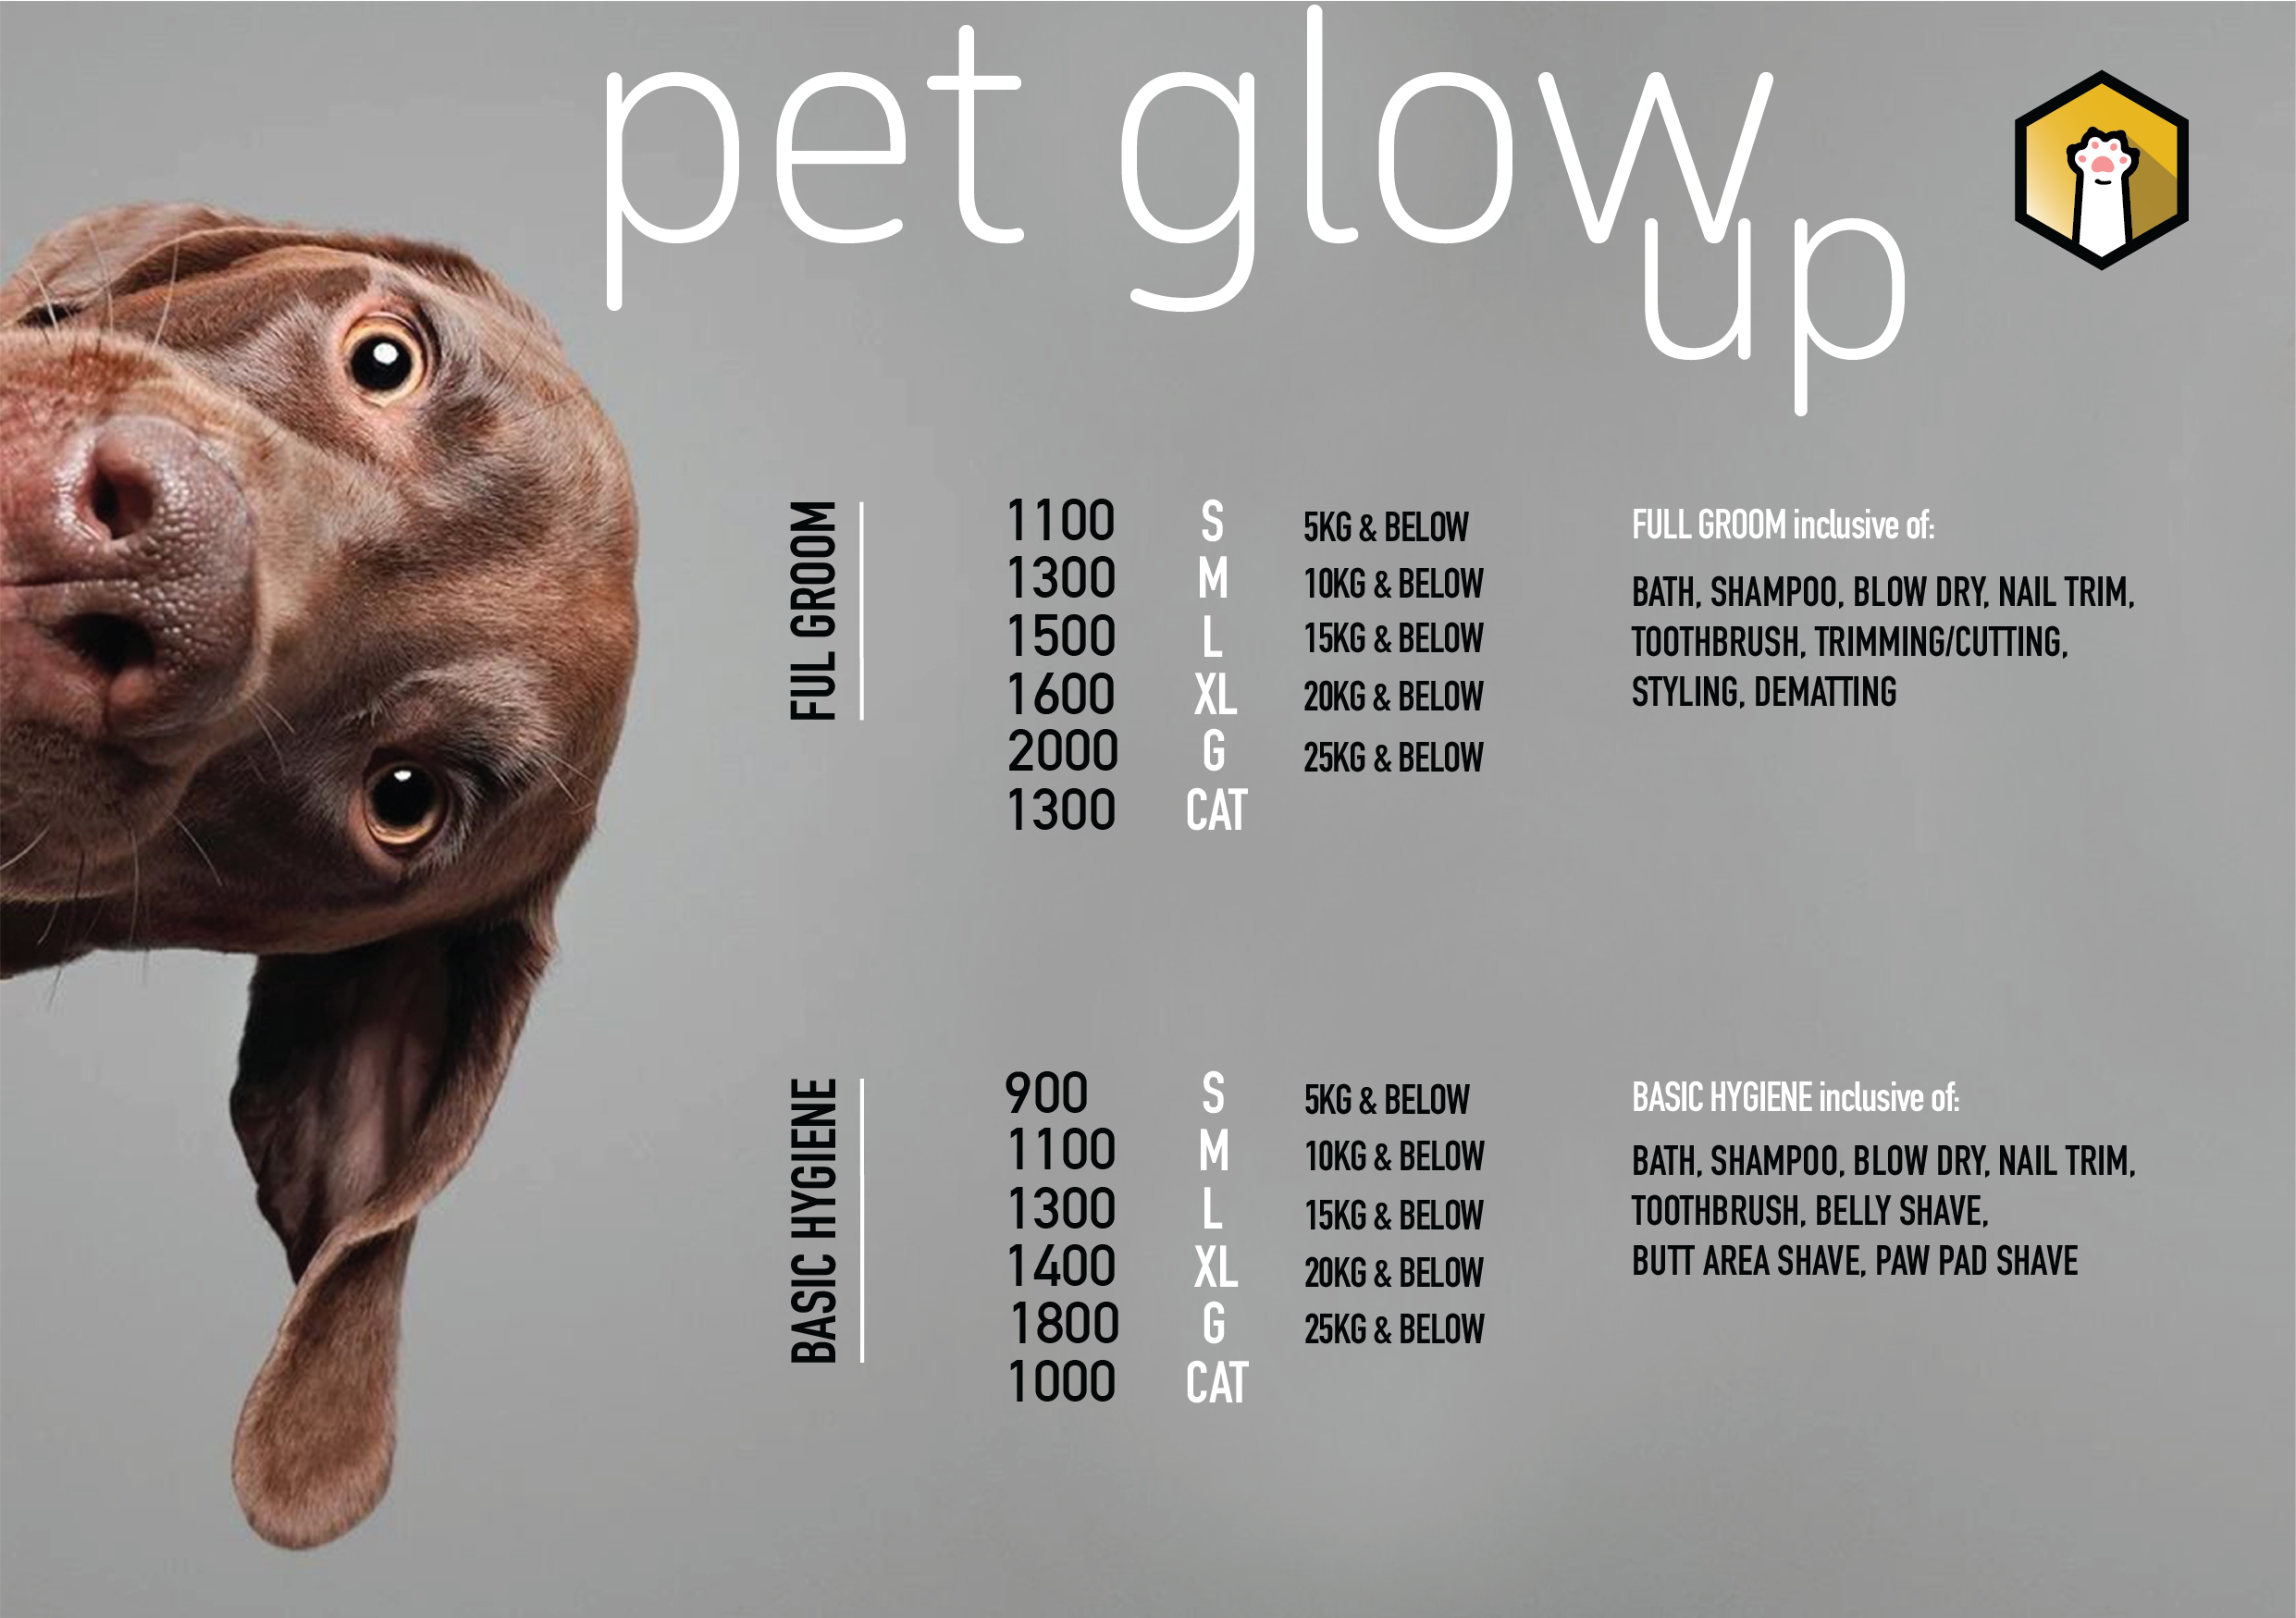 pet glow
up
FULL GROOM
1100 S 5KG & BELOW
1300 M 10KG & BELOW
1500 L 15KG & BELOW
1600 XL 20KG & BELOW
2000 G 25KG & BELOW
1300 CAT
FULL GROOM inclusive of:
BATH, SHAMPOO, BLOW DRY, NAIL TRIM,
TOOTHBRUSH, TRIMMING/CUTTING,
STYLING, DEMATTING
BASIC HYGIENE
900 S 5KG & BELOW
1100 M 10KG & BELOW
1300 L 15KG & BELOW
1400 XL 20KG & BELOW
1800 G 25KG & BELOW
1000 CAT
BASIC HYGIENE inclusive of:
BATH, SHAMPOO, BLOW DRY, NAIL TRIM,
TOOTHBRUSH, BELLY SHAVE,
BUTT AREA SHAVE, PAW PAD SHAVE